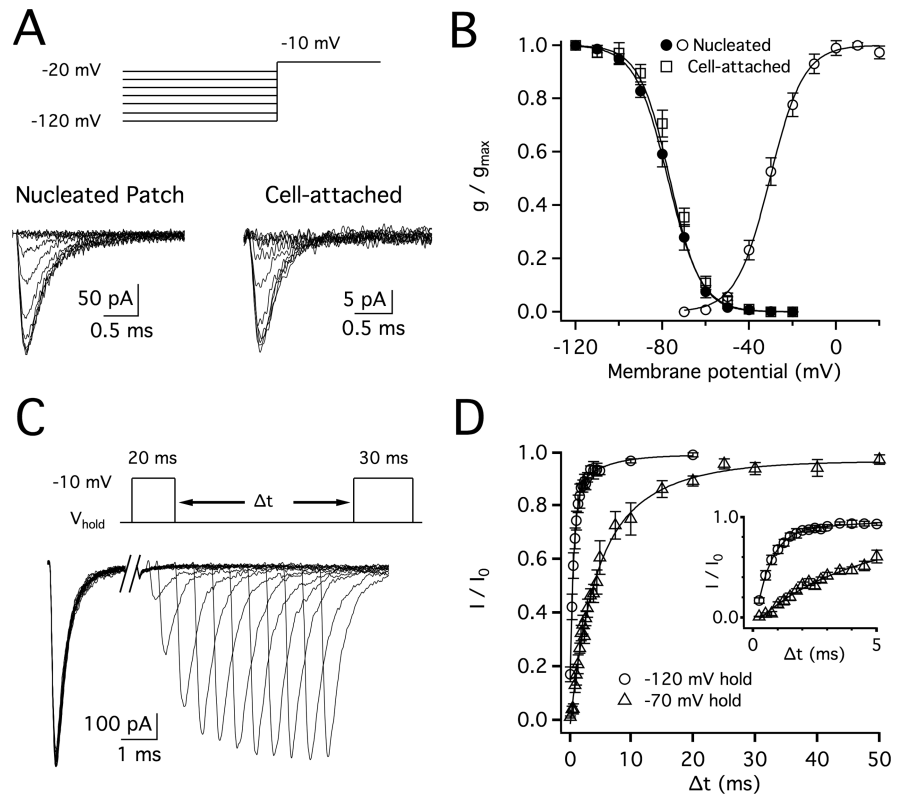 A
-10 mV
-20 mV
-120 mV
Nucleated Patch
Cell-attached
50 pA
0.5 ms
5 pA
0.5 ms
B
1.0
0.8
0.6
0.4
0.2
0.0
g / gmax
Nucleated
Cell-attached
-120
-80
-40
0
Membrane potential (mV)
C
20 ms
30 ms
-10 mV
Δt
Vhold
100 pA
1 ms
D
1.0
0.8
0.6
0.4
0.2
0.0
I / I0
1.0
0.0
I / I0
0
5
Δt (ms)
-120 mV hold
-70 mV hold
0
10
20
30
40
50
Δt (ms)